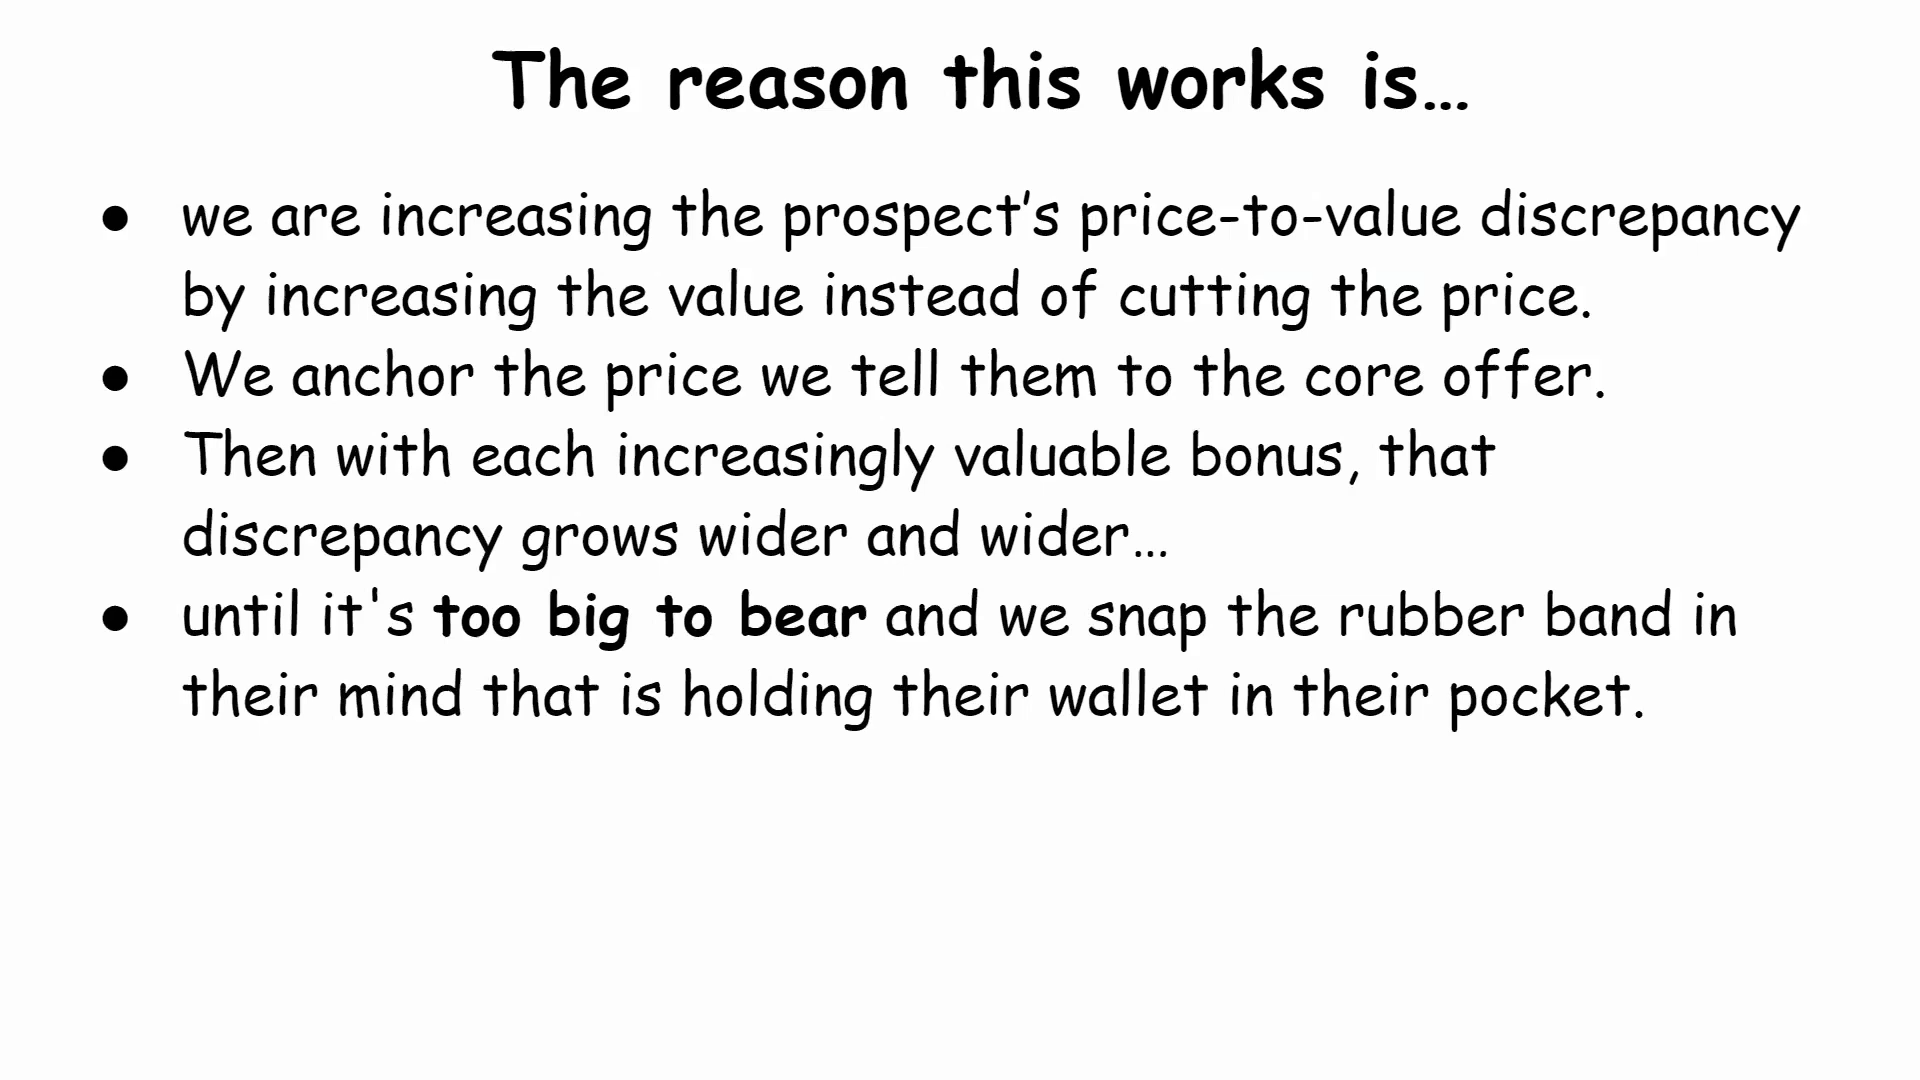 The reason this works is…
● we are increasing the prospect’s price-to-value discrepancy
by increasing the value instead of cutting the price.
● We anchor the price we tell them to the core offer.
● Then with each increasingly valuable bonus, that
discrepancy grows wider and wider…
● until it's too big to bear and we snap the rubber band in
their mind that is holding their wallet in their pocket.